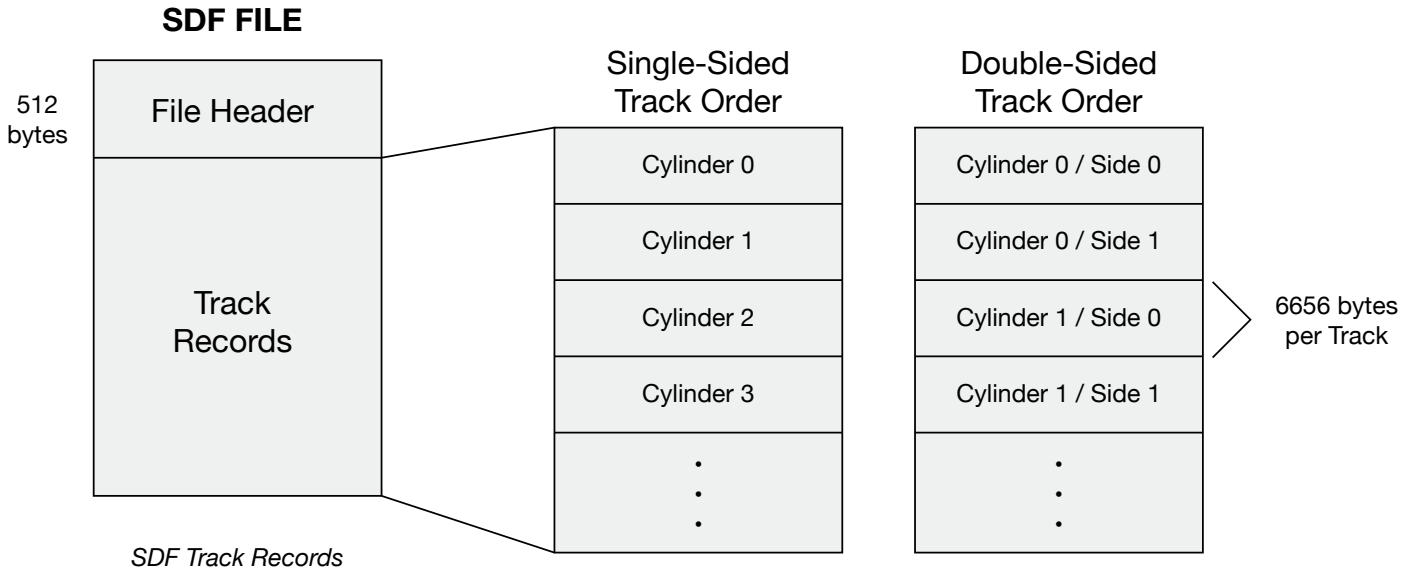 SDF FILE
512
bytes
File Header
Track
Records
SDF Track Records
Single-Sided
Track Order
Cylinder 0
Cylinder 1
Cylinder 2
Cylinder 3
Double-Sided
Track Order
Cylinder 0 / Side 0
Cylinder 0 / Side 1
Cylinder 1 / Side 0
Cylinder 1 / Side 1
6656 bytes
per Track